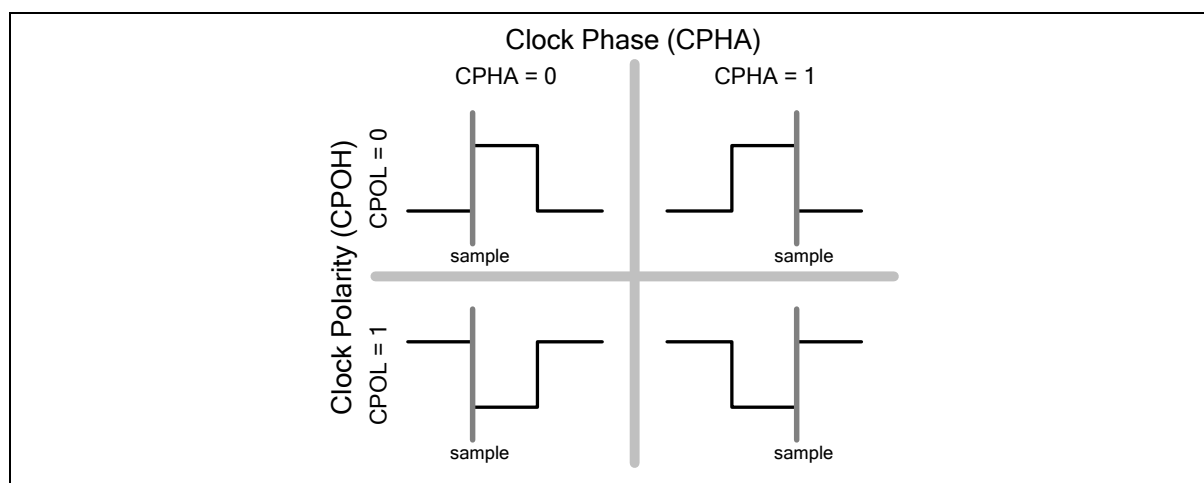 Clock Phase (CPHA)
CPHA = 0
CPHA = 1
Clock Polarity (CPOH)
CPOL = 0
sample
sample
CPOL = 1
sample
sample